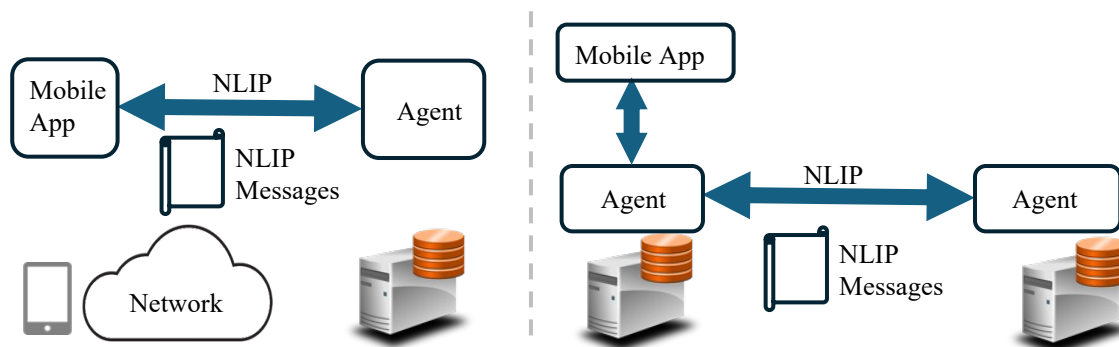 Mobile
App
NLIP
Agent
NLIP
Messages
Network
Mobile App
Agent
NLIP
Agent
NLIP
Messages